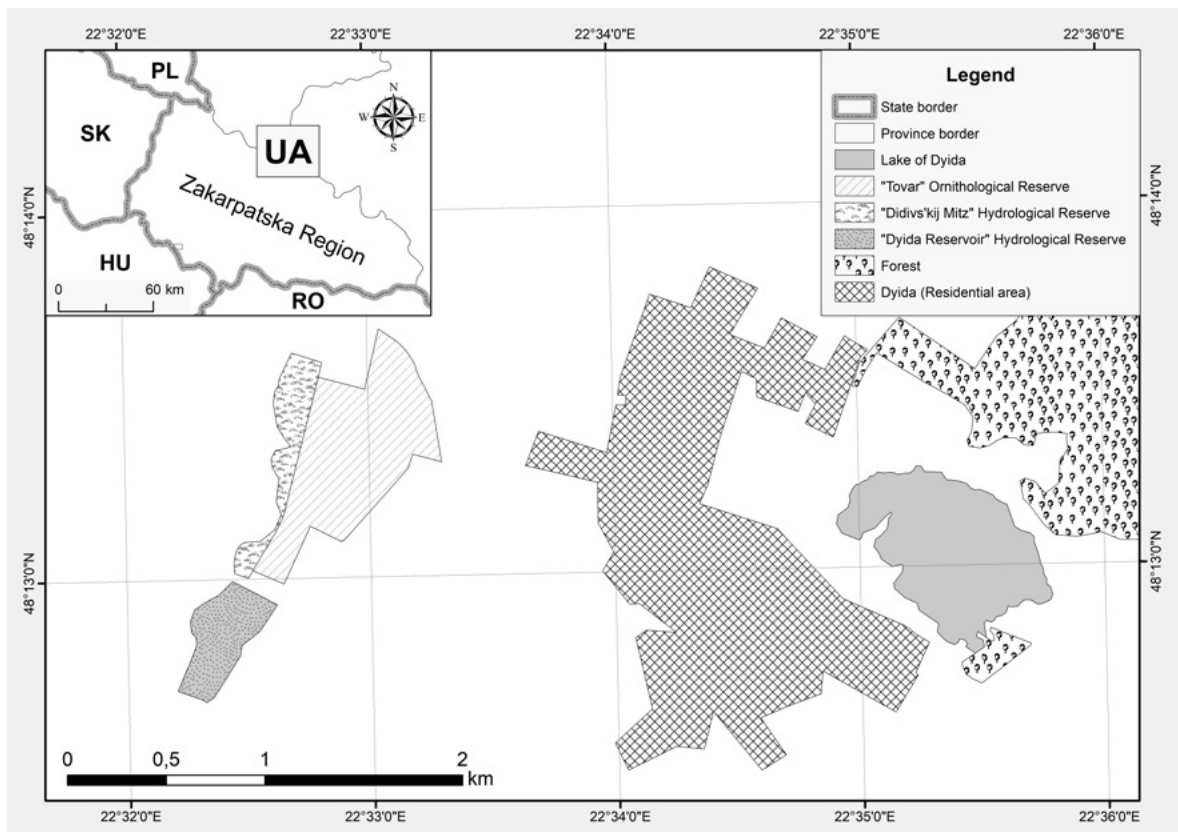 22°32'0"E 22°33'0"E 22°34'0"E 22°35'0"E 22°36'0"E
PL
SK
UA
HU
RO
Zakarpatska Region
N
W E
S
0 60 km
Legend
State border
Province border
Lake of Dyida
"Tovar" Ornithological Reserve
"Didivs'kij Mitz" Hydrological Reserve
"Dyida Reservoir" Hydrological Reserve
Forest
Dyida (Residential area)
48°14'0"N
48°14'0"N
48°13'0"N
48°13'0"N
0 0,5 1 2
km
22°32'0"E 22°33'0"E 22°34'0"E 22°35'0"E 22°36'0"E